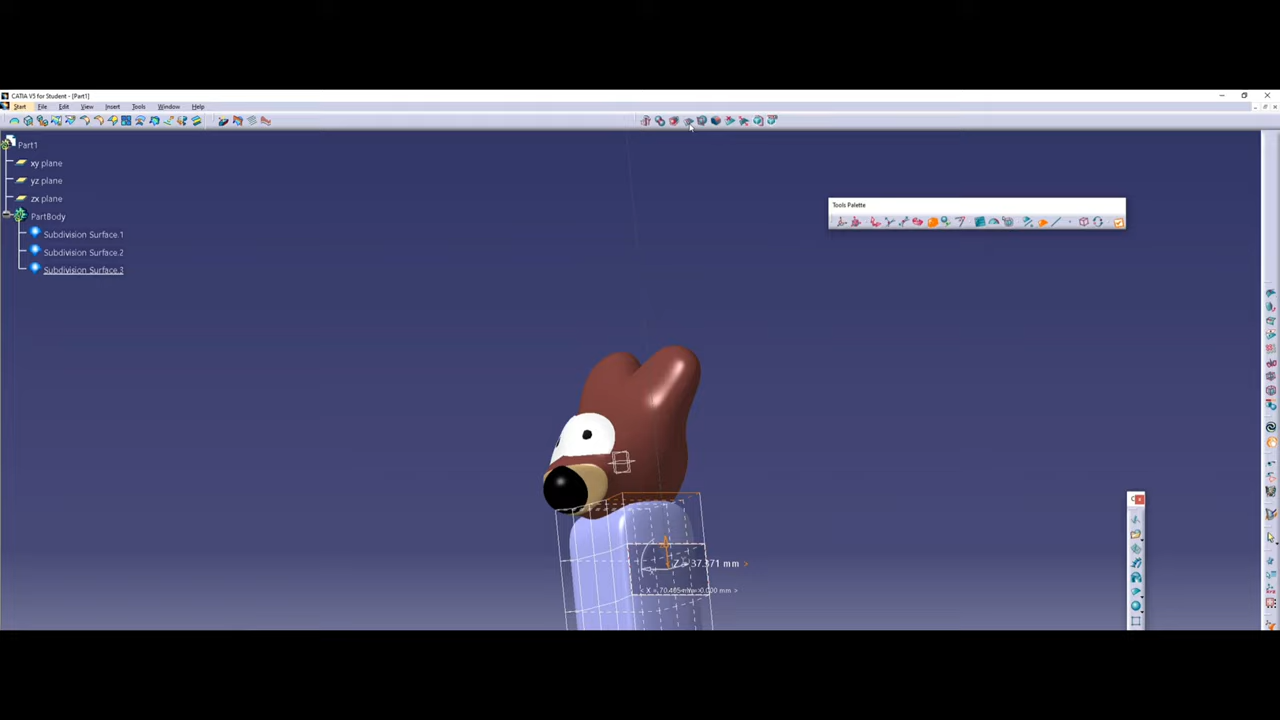 CATIA V5 for Student - [Part1]
Start File Edit View Insert Tools Window Help
Part1
xy plane
yz plane
zx plane
PartBody
Subdivision Surface.1
Subdivision Surface.2
Subdivision Surface.3
Tools Palette
Z = 37.371 mm >